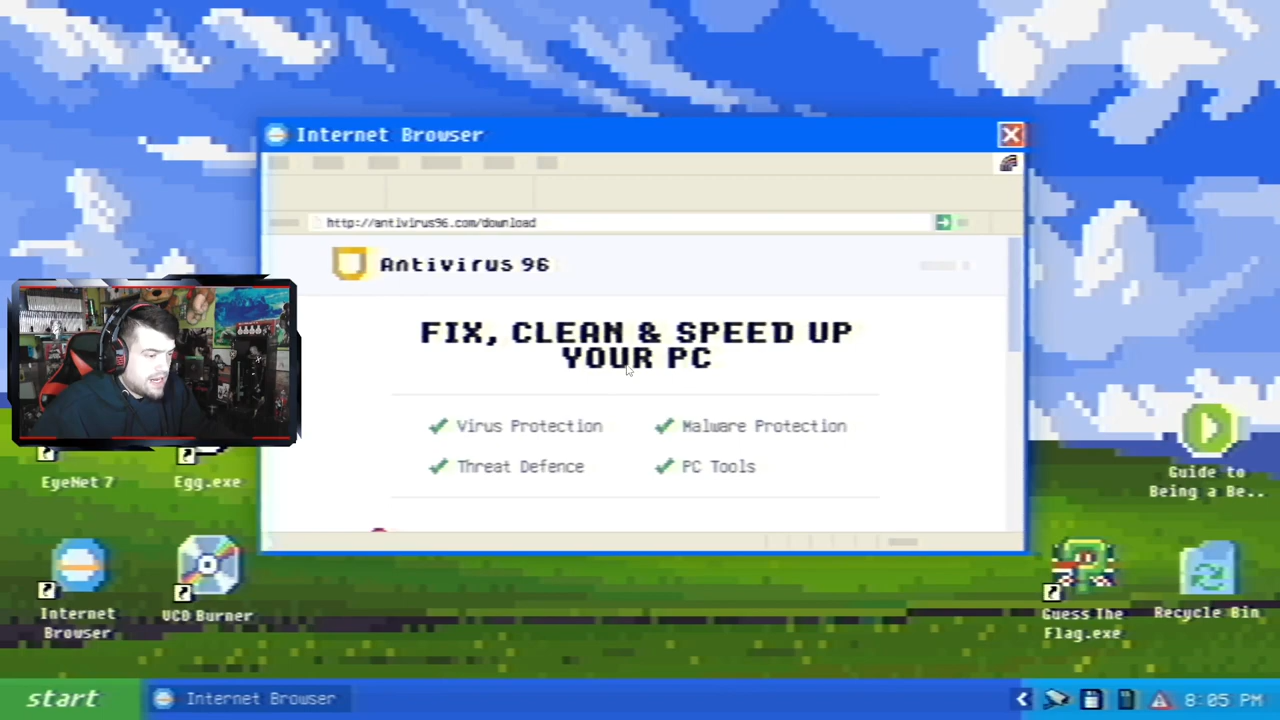 Internet Browser
http://antivirus96.com/download
Antivirus 96
FIX, CLEAN & SPEED UP
YOUR PC
Virus Protection
Malware Protection
Threat Defence
PC Tools
EyeNet 7
Egg.exe
Guide to
Being a Be..
Internet
Browser
VCD Burner
Guess The
Flag.exe
Recycle Bin
start
Internet Browser
8:05 PM